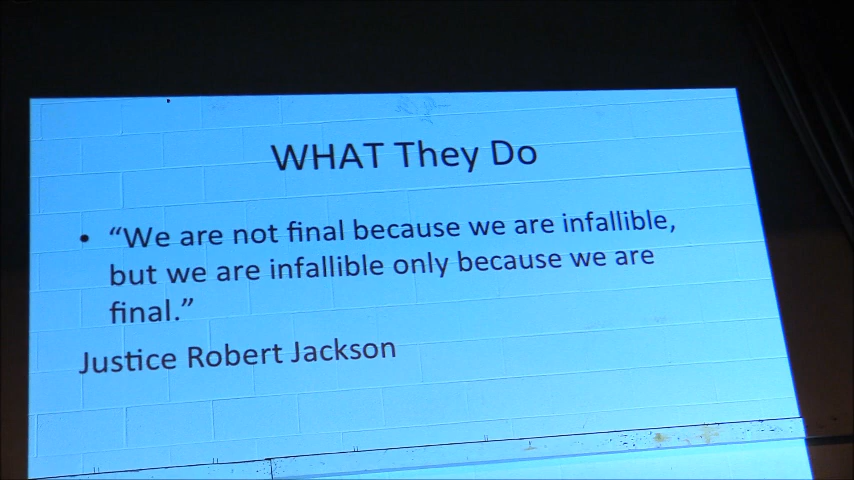 WHAT They Do
• “We are not final because we are infallible,
but we are infallible only because we are
final.”
Justice Robert Jackson